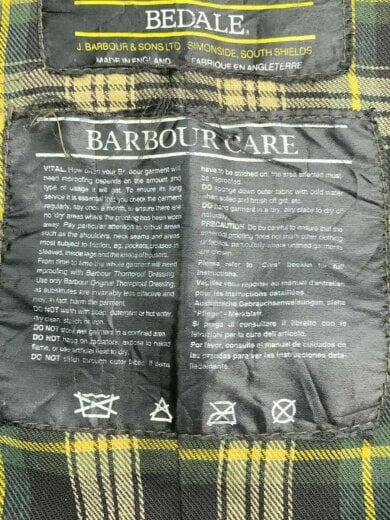 BEDALE.
J. BARBOUR & SONS LTD. SIMONSIDE, SOUTH SHIELDS
MADE IN ENGLAND FABRIQUE EN ANGLETERRE
BARBOUR CARE
VITAL. How often your Barbour garment will
need reproofing depends on the amount and
type of usage it will get. To ensure its long
service it is essential that you check the garment
regularly, say once a month, to ensure there are
no 'dry' areas where the proofing has been worn
away. Pay particular attention to critical areas
such as the shoulders, neck seams and areas
most subject to friction, eg. pockets, creases in
sleeves, inside legs and the knees of trousers.
From time to time the whole garment will need
reproofing with Barbour Thornproof Dressing.
Use only Barbour Original Thornproof Dressing,
as substitutes are invariably less effective and
may, in fact, harm the garment.
DO NOT wash with soap, detergent or hot water,
dry clean, starch or iron.
DO NOT store wet garment in a confined area.
DO NOT hang on radiators, expose to naked
flame, or use artificial heat to dry.
DO NOT stitch through outer fabric. If items
have to be stitched on, the area affected must
be reproofed.
DO sponge down outer fabric with cold water
when soiled and brush off grit, etc.
DO hang garment in a dry, airy place to dry off
naturally.
PRECAUTION. Do be careful to ensure that the
oilproof proofing does not mark other clothing
or fabrics, particularly where untreated garments
are
Please refer to "Care" booklet for full
instructions.
Veuillez vous reporter au manuel d'entretien
pour les instructions détaillées.
Ausführliche Gebrauchsanweisungen, siehe
"Pflege" - Merkblatt.
Si prega di consultare il libretto con le
istruzioni per la cura dell'articolo.
Por favor, consulte el manuel de cuidados de
las prendas para ver las instrucciones deta-
lladamente.